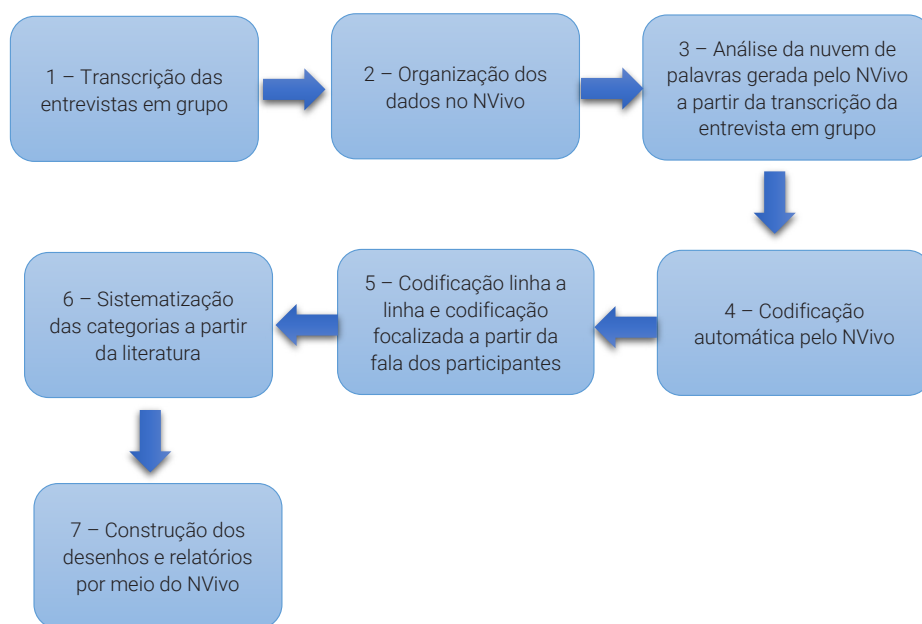 1 – Transcrição das
entrevistas em grupo
2 – Organização dos
dados no NVivo
3 – Análise da nuvem de
palavras gerada pelo NVivo
a partir da transcrição da
entrevista em grupo
4 – Codificação
automática pelo NVivo
5 – Codificação linha a
linha e codificação
focalizada a partir da
fala dos participantes
6 – Sistematização
das categorias a partir
da literatura
7 – Construção dos
desenhos e relatórios
por meio do NVivo